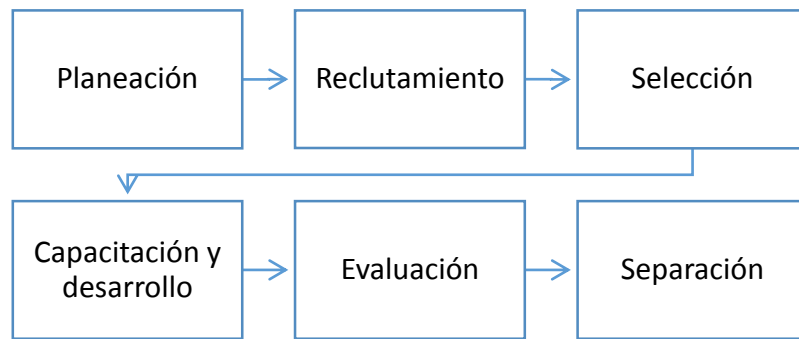 Planeación
Reclutamiento
Selección
Capacitación y
desarrollo
Evaluación
Separación